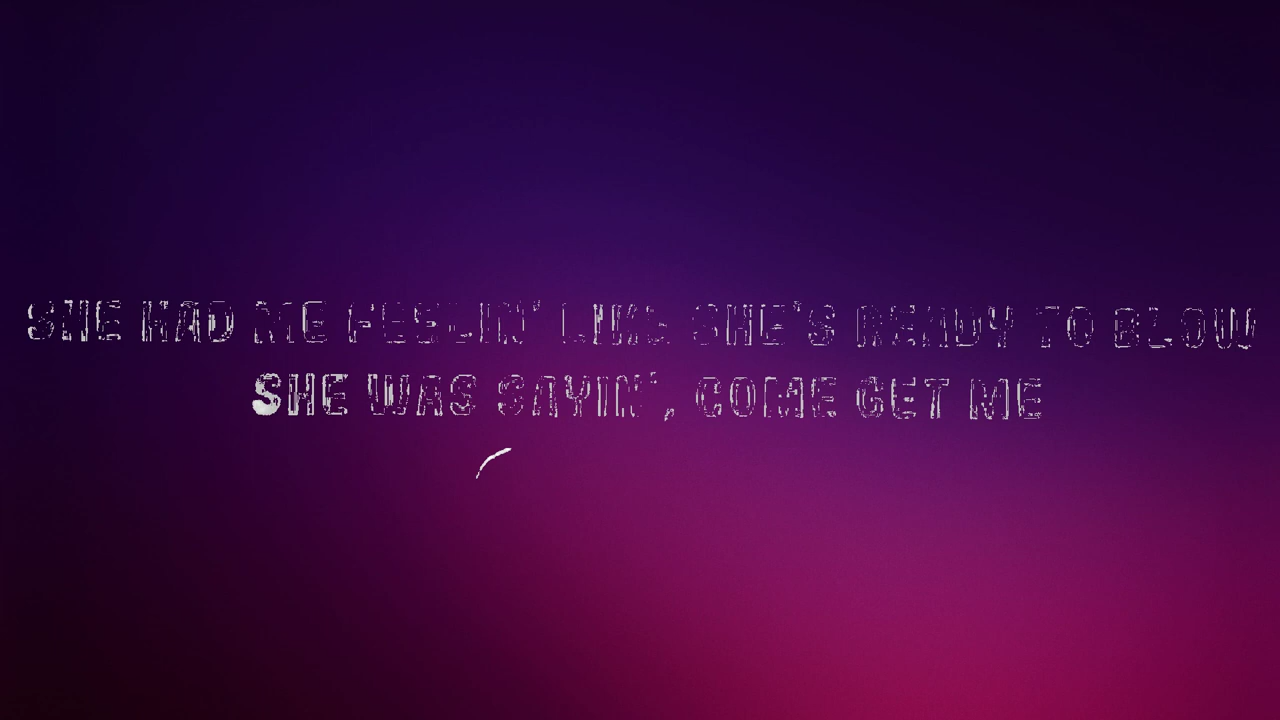 SHE HAD ME FEELIN' LIKE SHE'S READY TO BLOW
SHE WAS SAYIN', COME GET ME